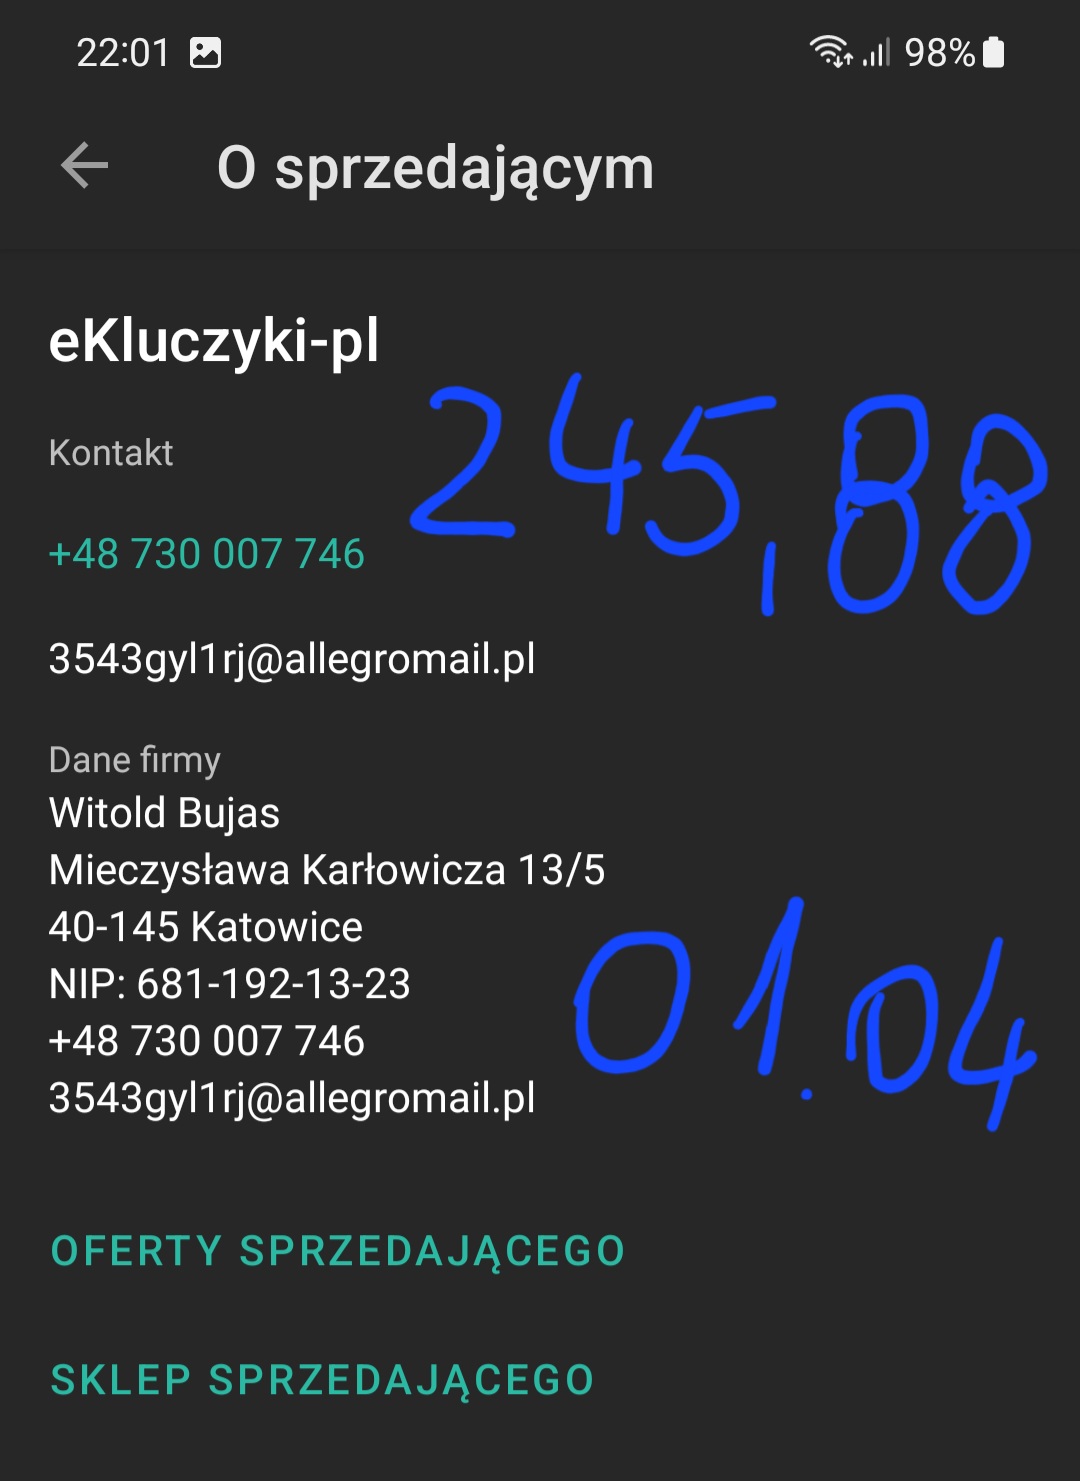 22:01 98%
O sprzedającym
eKluczyki-pl
245,88
Kontakt
+48 730 007 746
3543gyl1rj@allegromail.pl
Dane firmy
Witold Bujas
Mieczysława Karłowicza 13/5
40-145 Katowice
01.04
NIP: 681-192-13-23
+48 730 007 746
3543gyl1rj@allegromail.pl
OFERTY SPRZEDAJĄCEGO
SKLEP SPRZEDAJĄCEGO